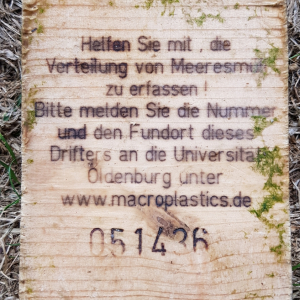 Helfen Sie mit , die
Verteilung von Meeresmüll
zu erfassen !
Bitte melden Sie die Nummer
und den Fundort dieses
Drifters an die Universität
Oldenburg unter
www.macroplastics.de
051436